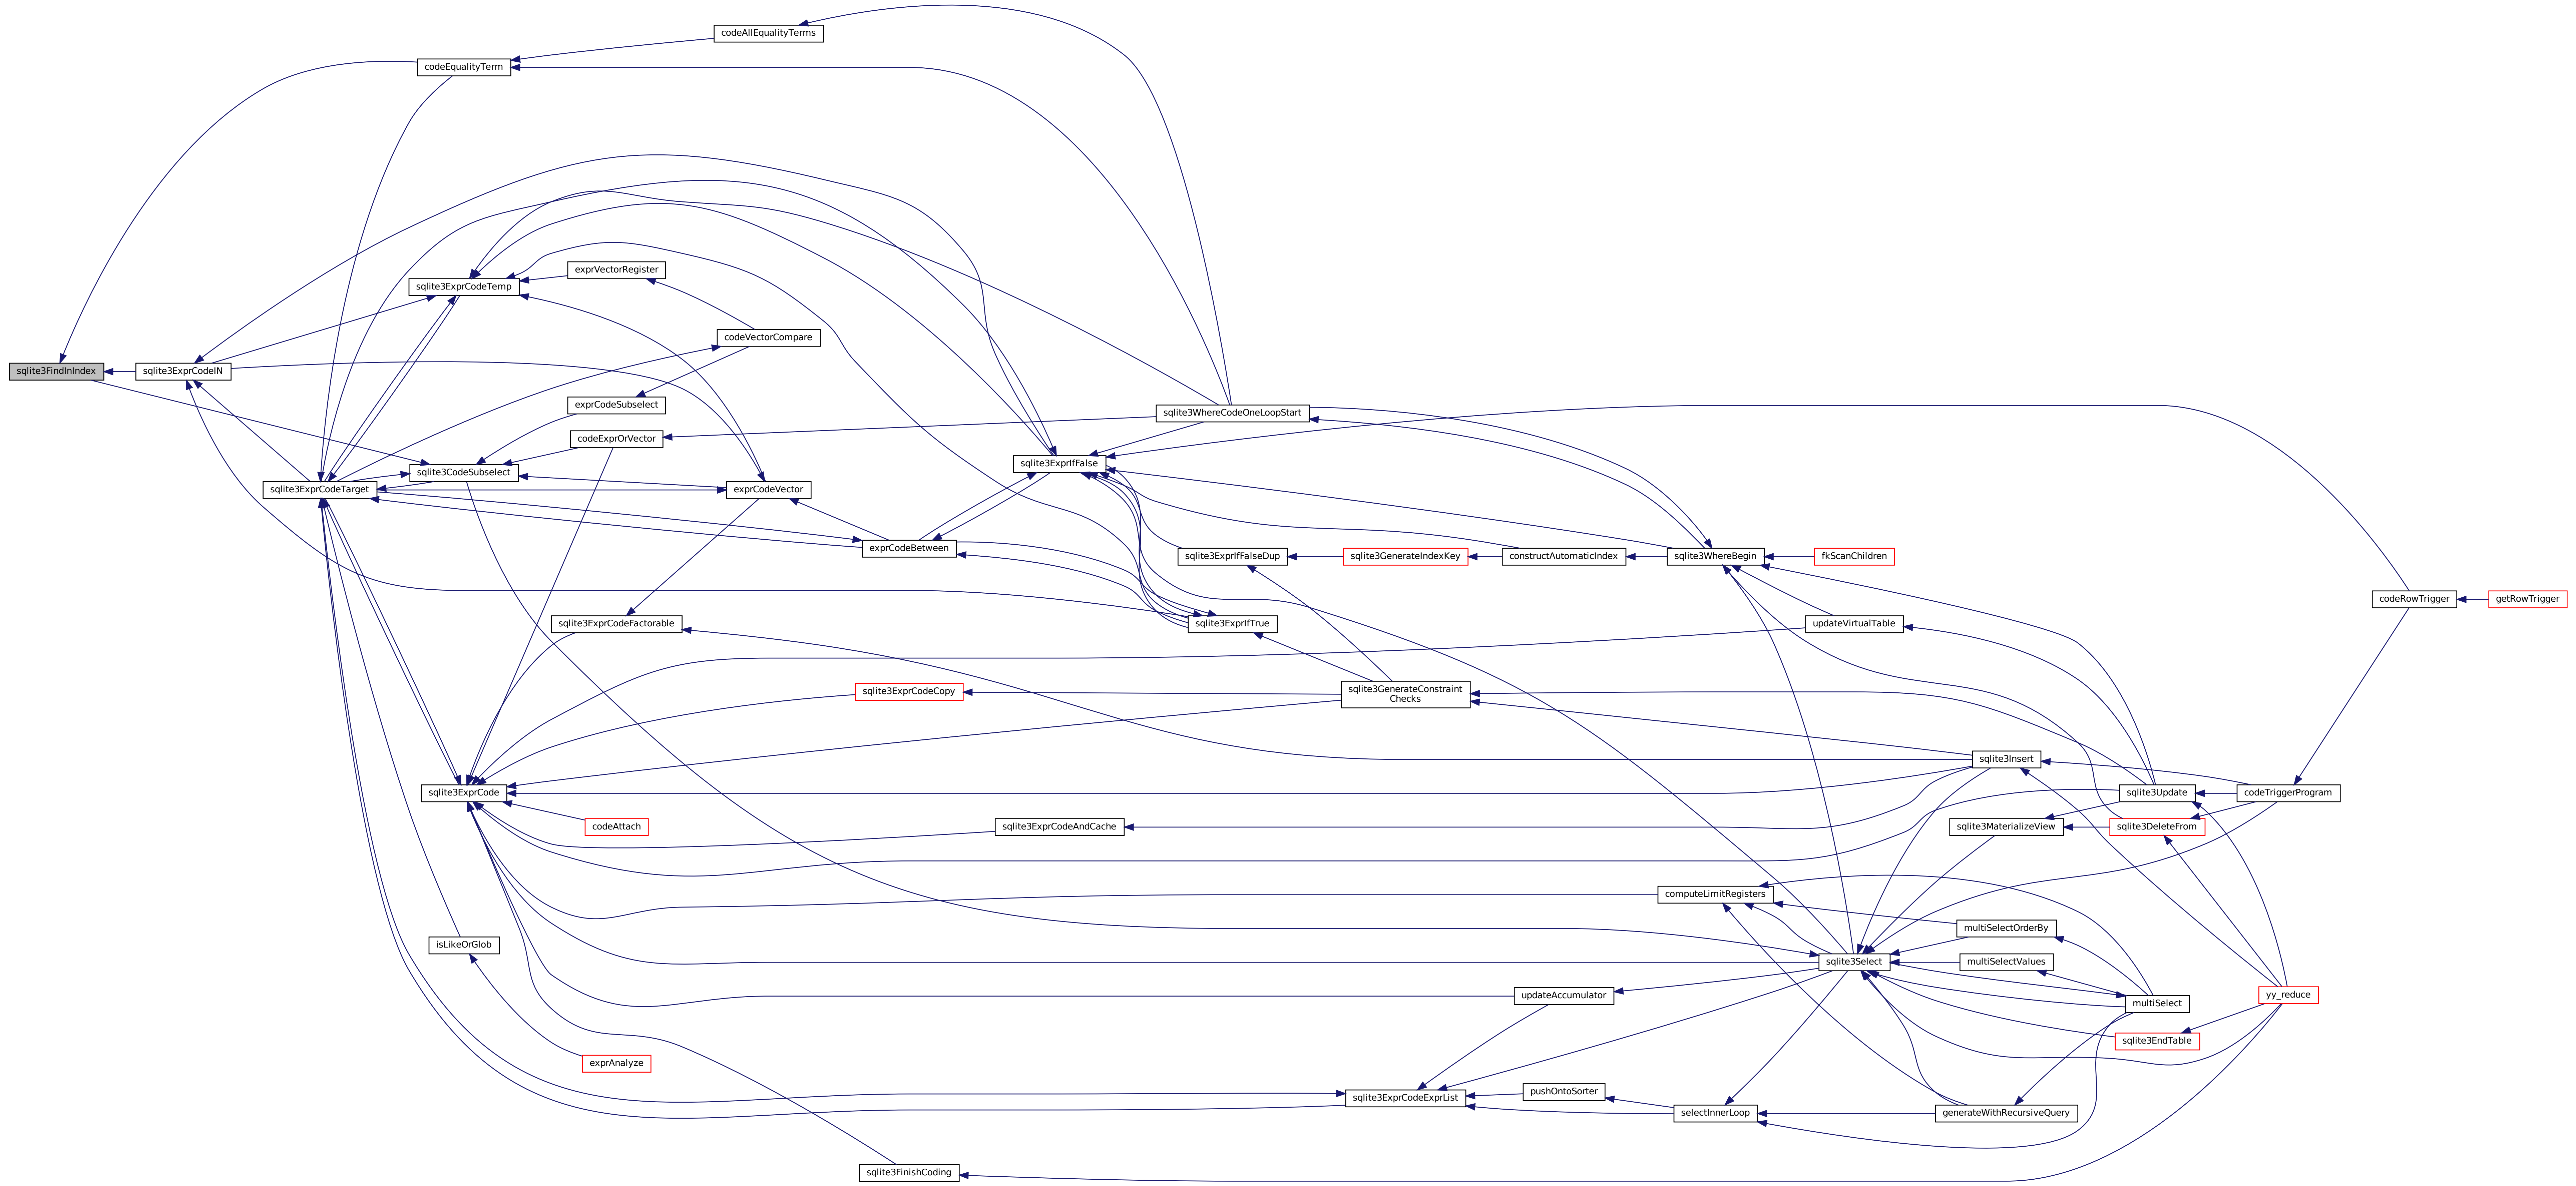 codeAllEqualityTerms
codeEqualityTerm
exprVectorRegister
sqlite3ExprCodeTemp
codeVectorCompare
sqlite3FindInIndex
sqlite3ExprCodeIN
exprCodeSubselect
sqlite3WhereCodeOneLoopStart
codeExprOrVector
sqlite3ExprIfFalse
sqlite3CodeSubselect
sqlite3ExprCodeTarget
exprCodeVector
exprCodeBetween
sqlite3ExprIfFalseDup
sqlite3GenerateIndexKey
constructAutomaticIndex
sqlite3WhereBegin
fkScanChildren
codeRowTrigger
getRowTrigger
sqlite3ExprCodeFactorable
sqlite3ExprIfTrue
updateVirtualTable
sqlite3ExprCodeCopy
sqlite3GenerateConstraint
Checks
sqlite3Insert
sqlite3ExprCode
sqlite3Update
codeTriggerProgram
codeAttach
sqlite3ExprCodeAndCache
sqlite3MaterializeView
sqlite3DeleteFrom
computeLimitRegisters
multiSelectOrderBy
isLikeOrGlob
sqlite3Select
multiSelectValues
updateAccumulator
yy_reduce
multiSelect
sqlite3EndTable
exprAnalyze
pushOntoSorter
sqlite3ExprCodeExprList
selectInnerLoop
generateWithRecursiveQuery
sqlite3FinishCoding